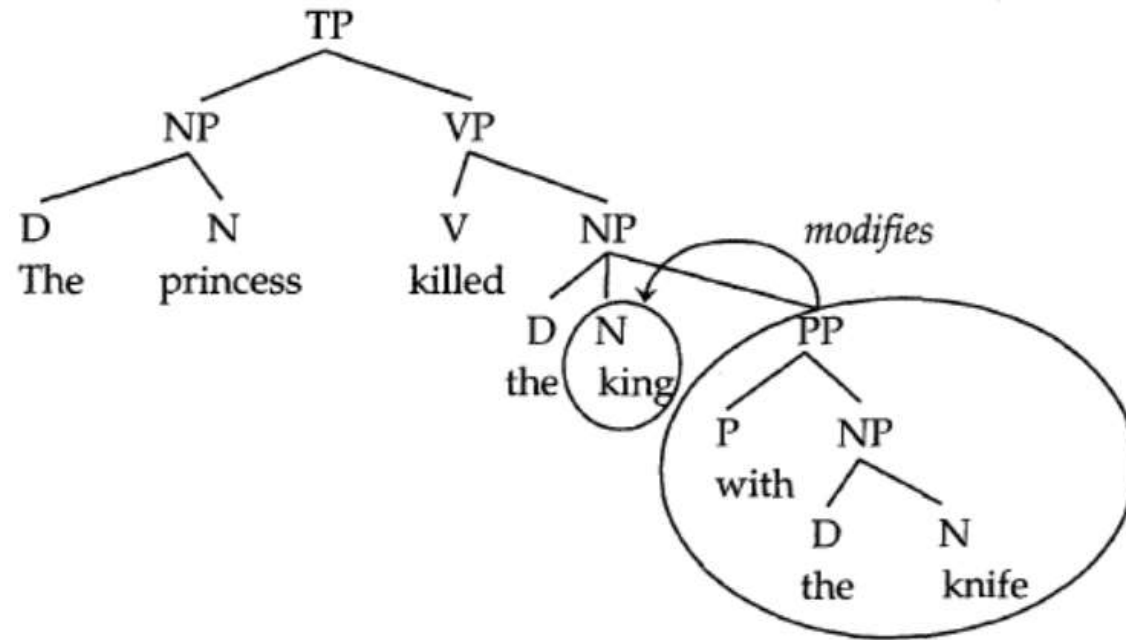 TP
NP VP
D N V NP modifies
The princess killed
D N PP
the king
P NP
with
D N
the knife